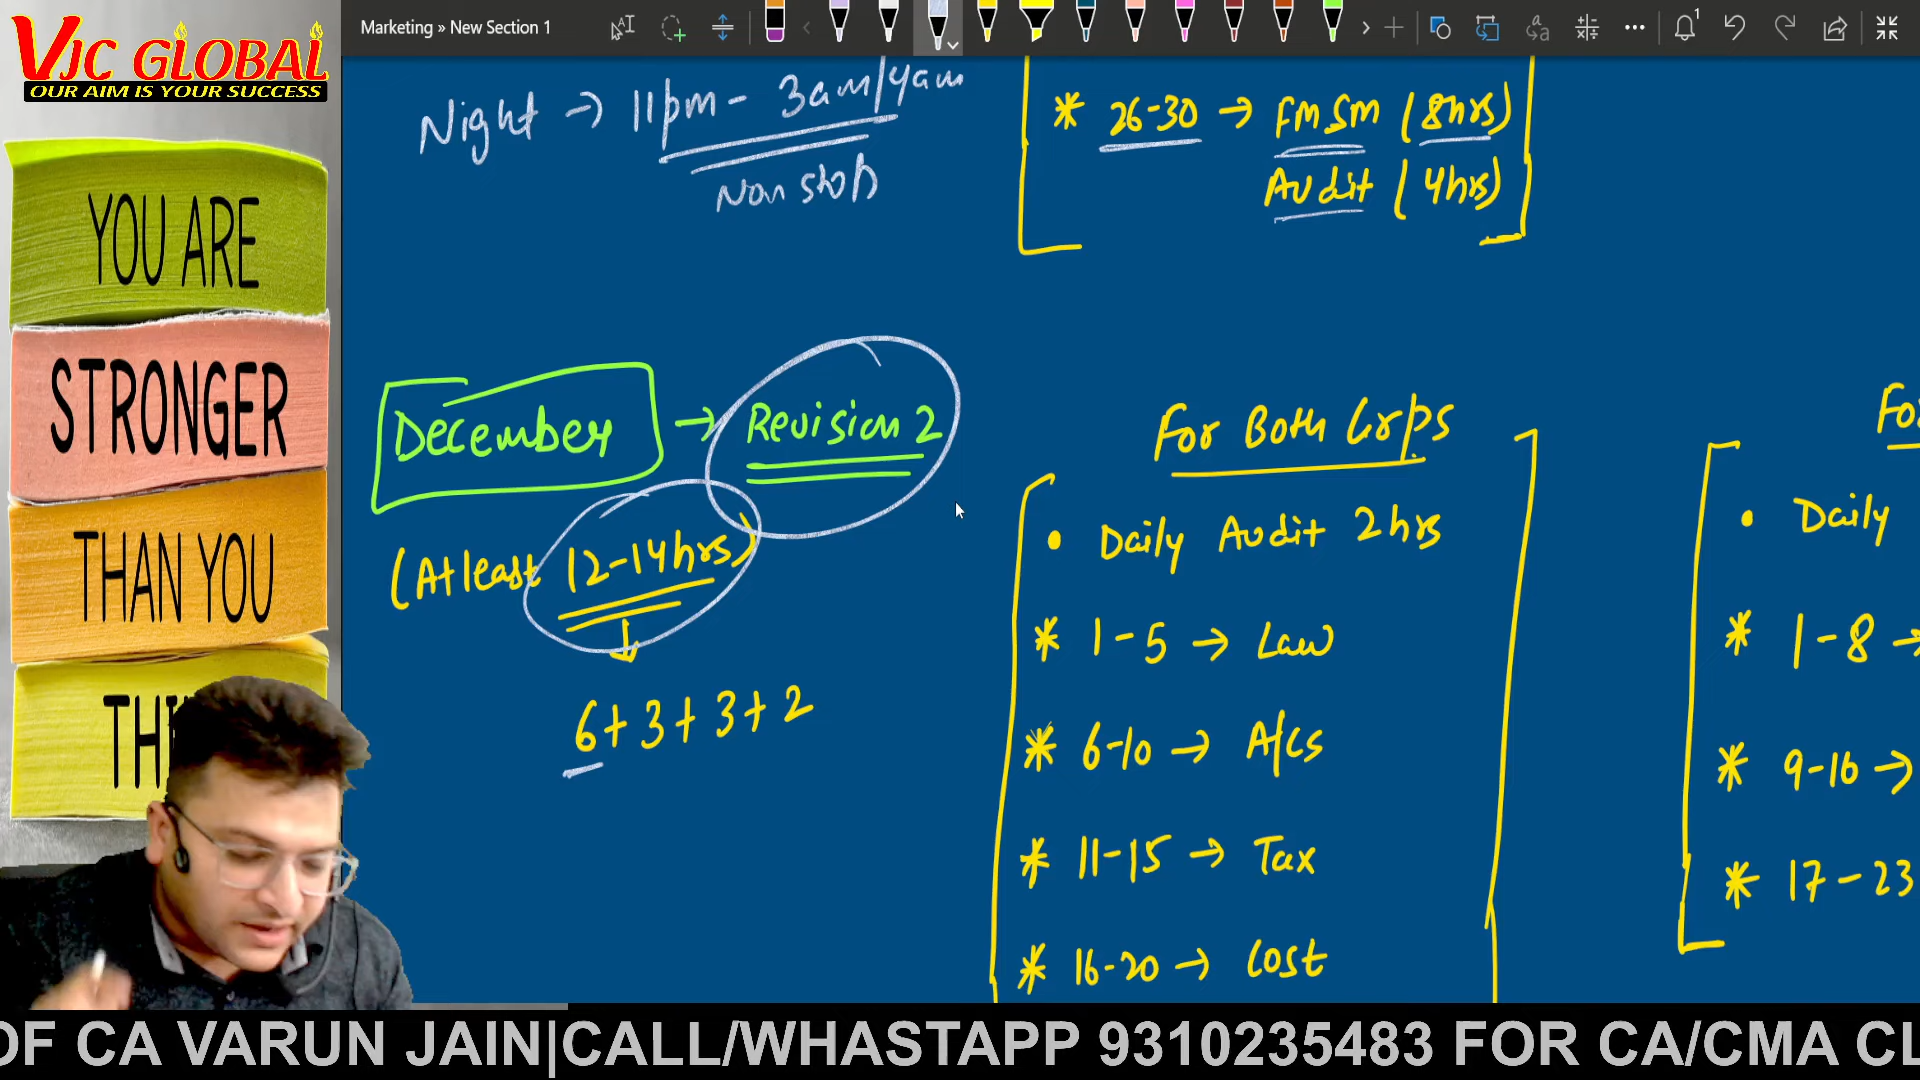 VJC GLOBAL
OUR AIM IS YOUR SUCCESS
Marketing » New Section 1
YOU ARE
STRONGER
THAN YOU
Night → 11pm - 3am/4am
Non stop
* 26-30 → FM SM (8hrs)
Audit (4hrs)
December → Revision 2
(Atleast 12-14hrs)
6+3+3+2
For Both Grps
• Daily Audit 2hrs
* 1-5 → Law
* 6-10 → A/cs
* 11-15 → Tax
* 16-20 → Cost
• Daily
* 1-8 →
* 9-16 →
* 17-23
OF CA VARUN JAIN|CALL/WHASTAPP 9310235483 FOR CA/CMA CL